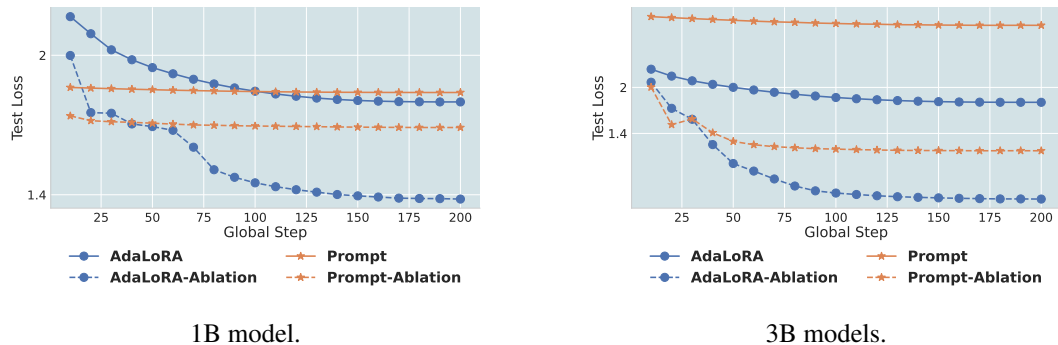 2
1.4
Test Loss
25 50 75 100 125 150 175 200
Global Step
AdaLoRA
AdaLoRA-Ablation
Prompt
Prompt-Ablation
1B model.
2
1.4
Test Loss
25 50 75 100 125 150 175 200
Global Step
AdaLoRA
AdaLoRA-Ablation
Prompt
Prompt-Ablation
3B models.